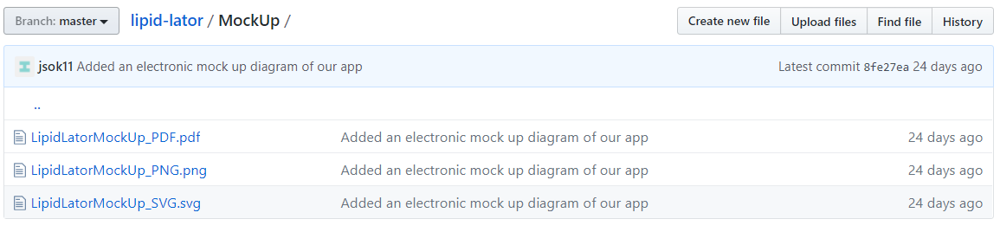 Branch: master lipid-lator / MockUp / Create new file Upload files Find file History
jsok11 Added an electronic mock up diagram of our app Latest commit 8fe27ea 24 days ago
..
LipidLatorMockUp_PDF.pdf Added an electronic mock up diagram of our app 24 days ago
LipidLatorMockUp_PNG.png Added an electronic mock up diagram of our app 24 days ago
LipidLatorMockUp_SVG.svg Added an electronic mock up diagram of our app 24 days ago